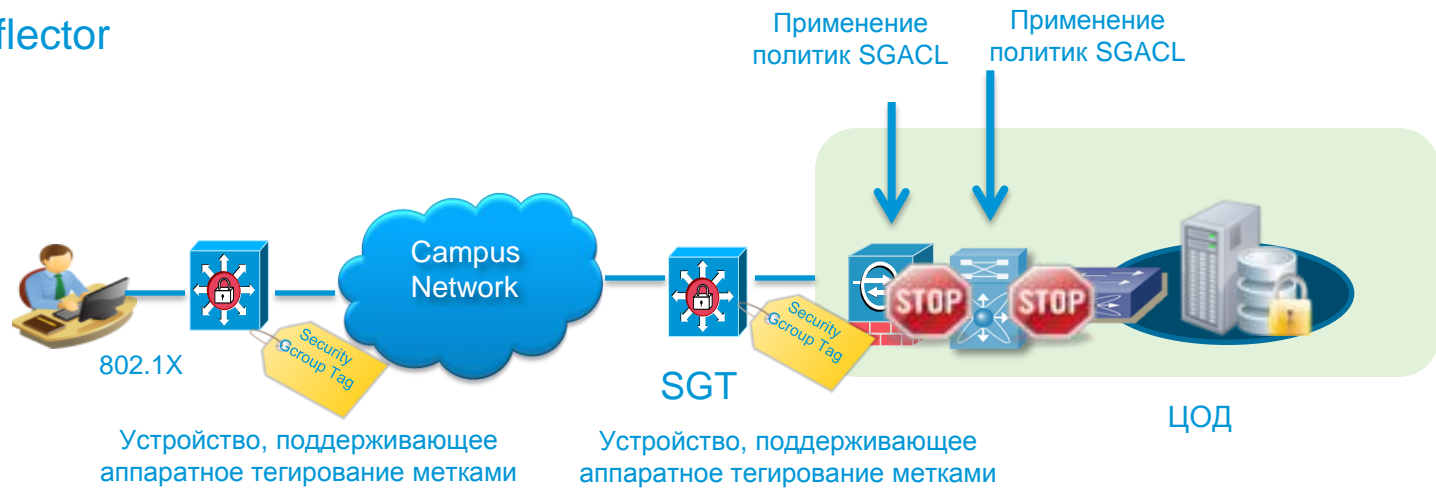 flector
Применение
политик SGACL
Применение
политик SGACL
Campus
Network
STOP
STOP
Security
Gcroup Tag
Security
Gcroup Tag
802.1X
SGT
ЦОД
Устройство, поддерживающее
аппаратное тегирование метками
Устройство, поддерживающее
аппаратное тегирование метками